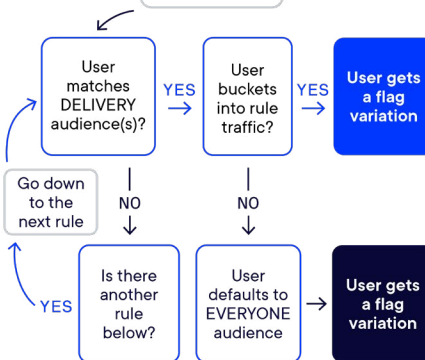 User
matches
DELIVERY
audience(s)?
YES
User
buckets
into rule
traffic?
YES
User gets
a flag
variation
Go down
to the
next rule
NO
NO
YES
Is there
another
rule
below?
User
defaults to
EVERYONE
audience
User gets
a flag
variation